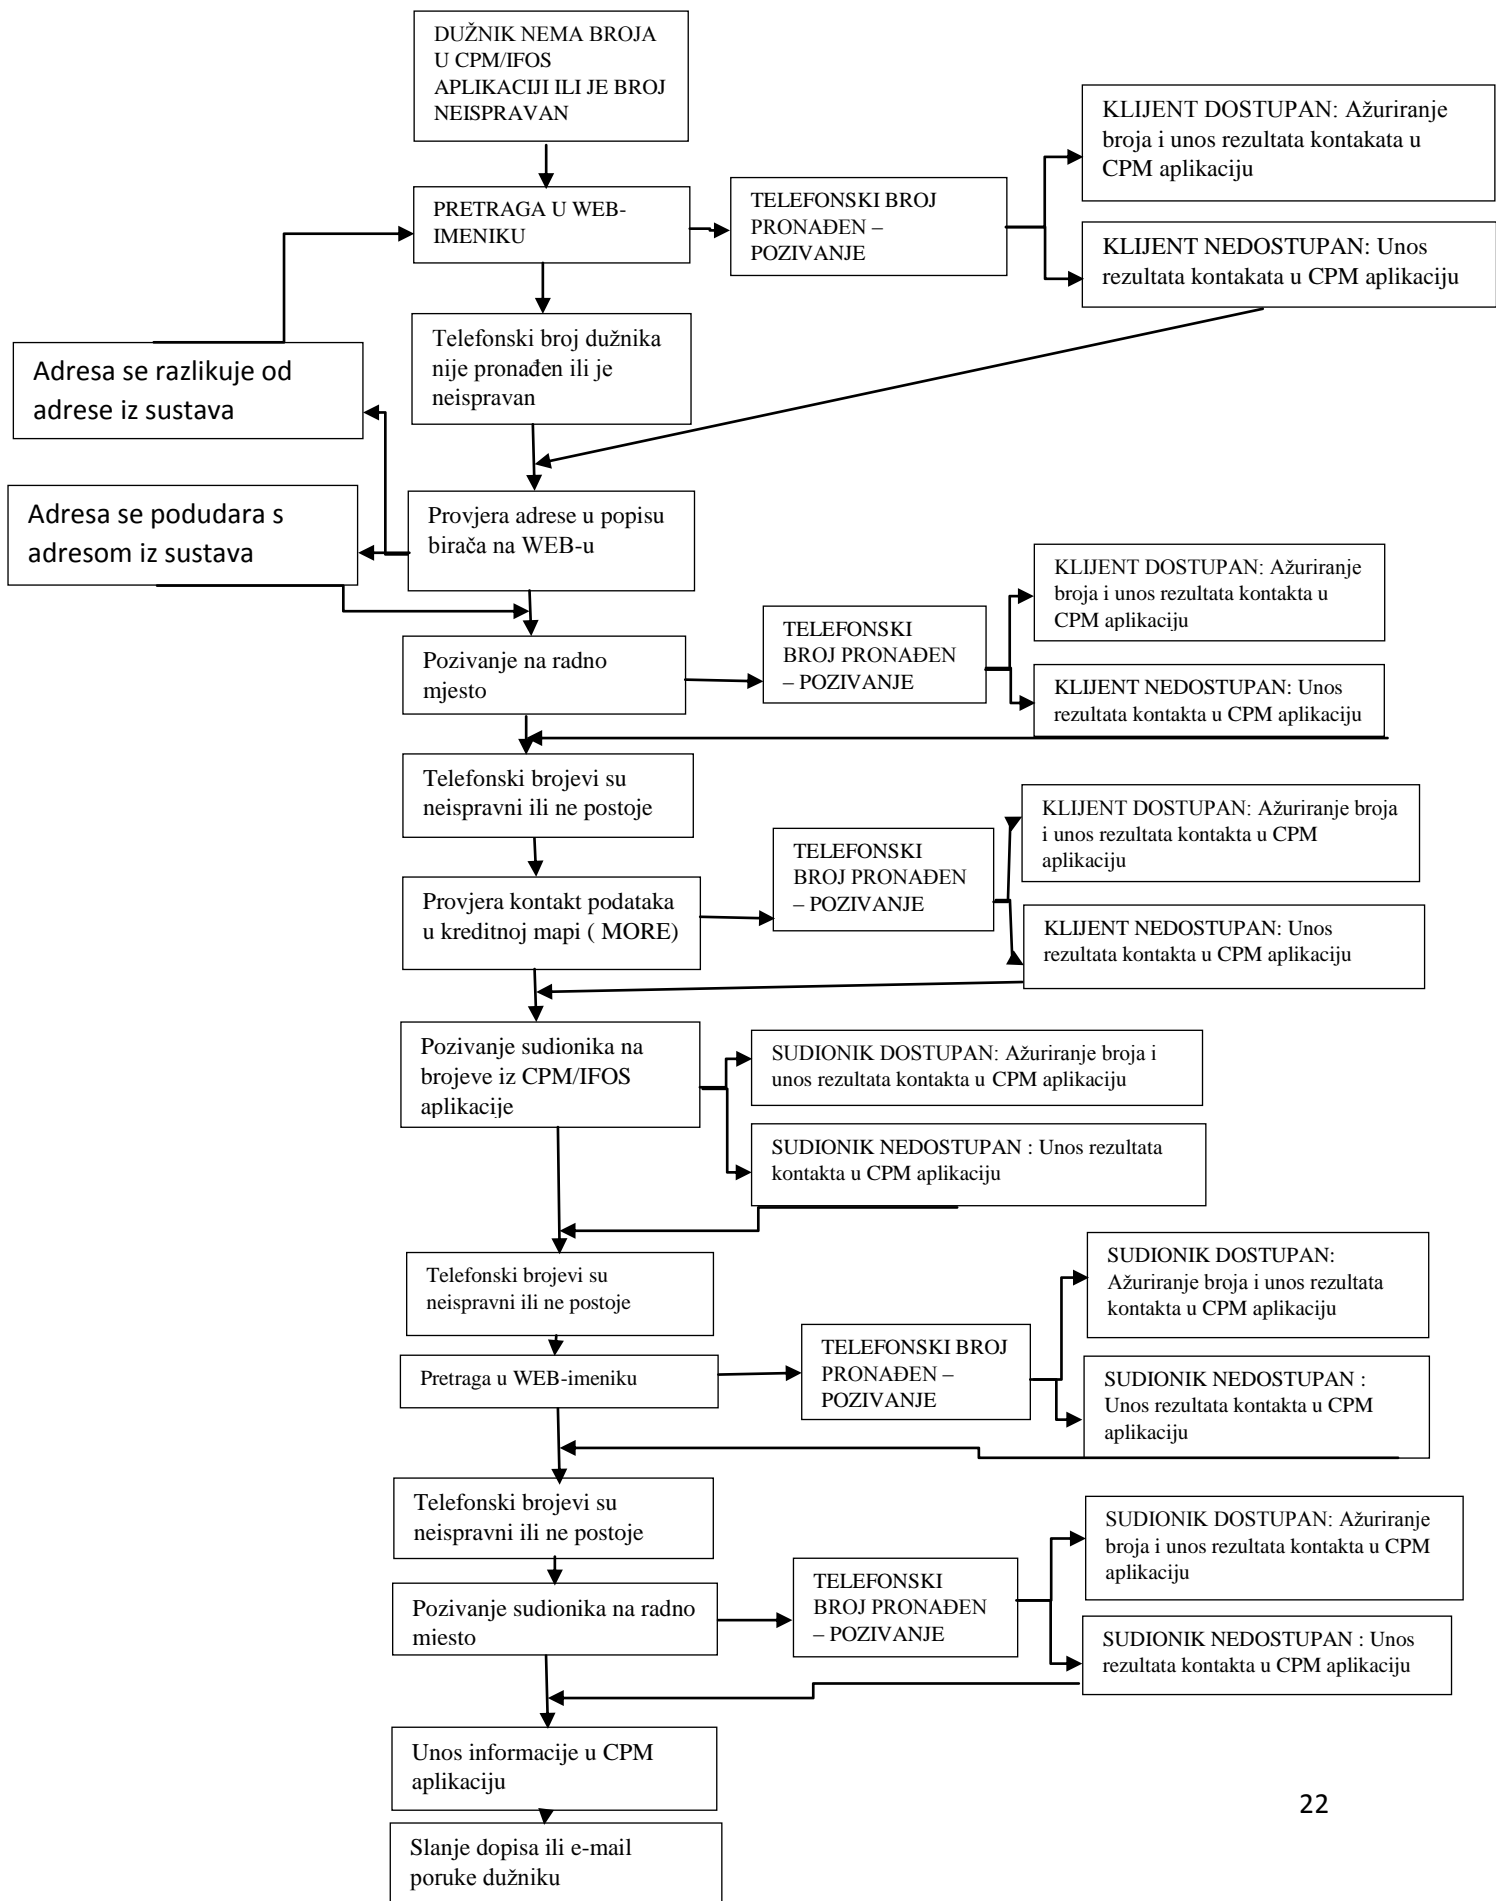 DUŽNIK NEMA BROJA
U CPM/IFOS
APLIKACIJI ILI JE BROJ
NEISPRAVAN
KLIJENT DOSTUPAN: Ažuriranje
broja i unos rezultata kontakata u
CPM aplikaciju
PRETRAGA U WEB-
IMENIKU
TELEFONSKI BROJ
PRONAĐEN –
POZIVANJE
KLIJENT NEDOSTUPAN: Unos
rezultata kontakata u CPM aplikaciju
Telefonski broj dužnika
nije pronađen ili je
neispravan
Adresa se razlikuje od
adrese iz sustava
Adresa se podudara s
adresom iz sustava
Provjera adrese u popisu
birača na WEB-u
KLIJENT DOSTUPAN: Ažuriranje
broja i unos rezultata kontakta u
CPM aplikaciju
Pozivanje na radno
mjesto
TELEFONSKI
BROJ PRONAĐEN
– POZIVANJE
KLIJENT NEDOSTUPAN: Unos
rezultata kontakta u CPM aplikaciju
Telefonski brojevi su
neispravni ili ne postoje
KLIJENT DOSTUPAN: Ažuriranje broja
i unos rezultata kontakta u CPM
aplikaciju
TELEFONSKI
BROJ PRONAĐEN
– POZIVANJE
Provjera kontakt podataka
u kreditnoj mapi ( MORE)
KLIJENT NEDOSTUPAN: Unos
rezultata kontakta u CPM aplikaciju
Pozivanje sudionika na
brojeve iz CPM/IFOS
aplikacije
SUDIONIK DOSTUPAN: Ažuriranje broja i
unos rezultata kontakta u CPM aplikaciju
SUDIONIK NEDOSTUPAN : Unos rezultata
kontakta u CPM aplikaciju
Telefonski brojevi su
neispravni ili ne postoje
SUDIONIK DOSTUPAN:
Ažuriranje broja i unos rezultata
kontakta u CPM aplikaciju
Pretraga u WEB-imeniku
TELEFONSKI BROJ
PRONAĐEN –
POZIVANJE
SUDIONIK NEDOSTUPAN :
Unos rezultata kontakta u CPM
aplikaciju
Telefonski brojevi su
neispravni ili ne postoje
SUDIONIK DOSTUPAN: Ažuriranje
broja i unos rezultata kontakta u CPM
aplikaciju
Pozivanje sudionika na radno
mjesto
TELEFONSKI
BROJ PRONAĐEN
– POZIVANJE
SUDIONIK NEDOSTUPAN : Unos
rezultata kontakta u CPM aplikaciju
Unos informacije u CPM
aplikaciju
Slanje dopisa ili e-mail
poruke dužniku
22